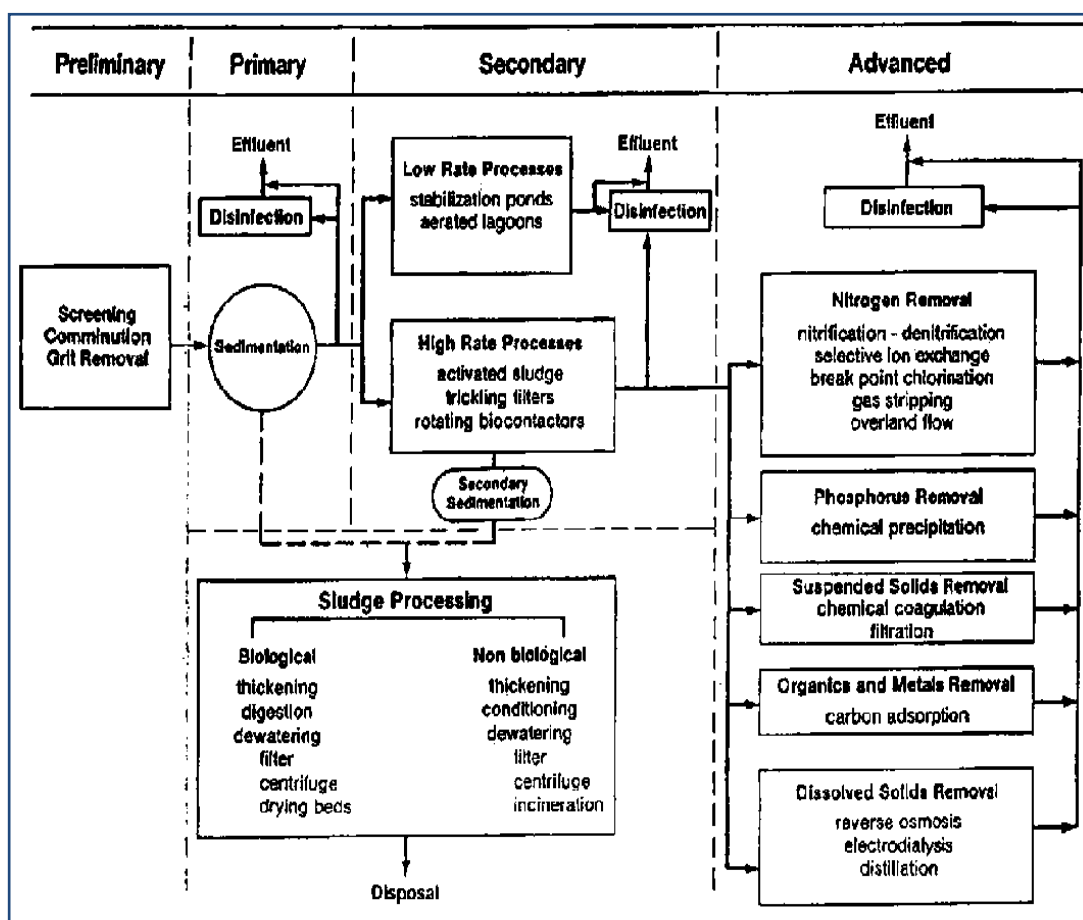 Preliminary
Primary
Secondary
Advanced
Screening
Comminution
Grit Removal
Effluent
Disinfection
Sedimentation
Low Rate Processes
stabilization ponds
aerated lagoons
Effluent
Disinfection
High Rate Processes
activated sludge
trickling filters
rotating biocontactors
Secondary
Sedimentation
Sludge Processing
Biological
thickening
digestion
dewatering
filter
centrifuge
drying beds
Non biological
thickening
conditioning
dewatering
filter
centrifuge
incineration
Disposal
Effluent
Disinfection
Nitrogen Removal
nitrification - denitrification
selective ion exchange
break point chlorination
gas stripping
overland flow
Phosphorus Removal
chemical precipitation
Suspended Solids Removal
chemical coagulation
filtration
Organics and Metals Removal
carbon adsorption
Dissolved Solids Removal
reverse osmosis
electrodialysis
distillation